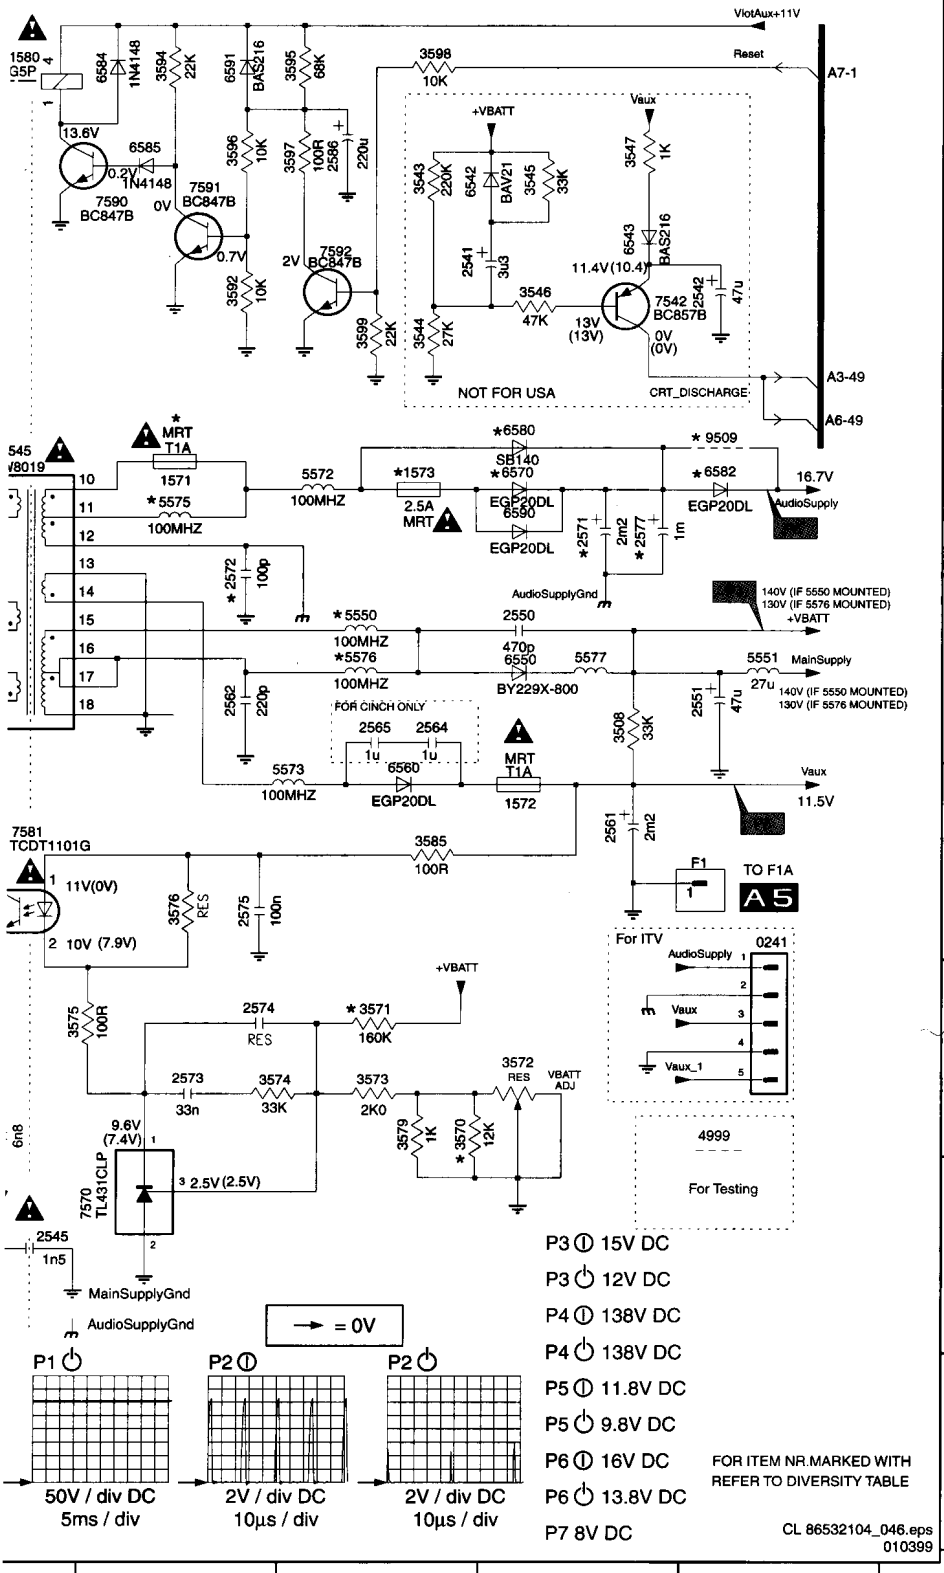 VlotAux+11V
1580
G5P
4
1
6584
1N4148
3594
22K
6591
BAS216
3595
68K
3598
10K
Reset
A7-1
13.6V
0.2V
6585
1N4148
7590
BC847B
0V
7591
BC847B
0.7V
3596
10K
3597
100R
2586
220u
3592
10K
2V
7592
BC847B
3599
22K
+VBATT
Vaux
3543
220K
6542
BAV21
3545
33K
3547
1K
6543
BAS216
2541
3u3
11.4V(10.4)
2542
47u
3546
47K
7542
BC857B
13V
(13V)
0V
(0V)
3544
27K
NOT FOR USA
CRT_DISCHARGE
A3-49
A6-49
545
W8019
*
MRT
T1A
1571
*5575
100MHZ
5572
100MHZ
*1573
2.5A
MRT
*6580
SB140
*6570
EGP20DL
6590
EGP20DL
* 9509
*6582
EGP20DL
16.7V
AudioSupply
*2571
2m2
*2577
1m
10
11
12
13
14
15
16
17
18
*2572
100p
AudioSupplyGnd
140V (IF 5550 MOUNTED)
130V (IF 5576 MOUNTED)
+VBATT
*5550
100MHZ
2550
470p
*5576
100MHZ
6550
BY229X-800
5577
5551
27u
MainSupply
140V (IF 5550 MOUNTED)
130V (IF 5576 MOUNTED)
2562
220p
2551
47u
3508
33K
FOR CINCH ONLY
2565
1u
2564
1u
5573
100MHZ
6560
EGP20DL
MRT
T1A
1572
Vaux
11.5V
2561
2m2
7581
TCDT1101G
1
11V(0V)
2
10V (7.9V)
3576
RES
2575
100n
3585
100R
F1
1
TO F1A
A5
For ITV
0241
AudioSupply
1
2
Vaux
3
4
Vaux_1
5
+VBATT
3575
100R
2574
RES
*3571
160K
2573
33n
3574
33K
3573
2K0
3572
RES
VBATT
ADJ
3579
1K
*3570
12K
6n8
9.6V
(7.4V)
1
7570
TL431CLP
3
2.5V (2.5V)
2
4999
For Testing
2545
1n5
MainSupplyGnd
AudioSupplyGnd
= 0V
P3 15V DC
P3 12V DC
P4 138V DC
P4 138V DC
P5 11.8V DC
P5 9.8V DC
P6 16V DC
P6 13.8V DC
P7 8V DC
P1
50V / div DC
5ms / div
P2
2V / div DC
10µs / div
P2
2V / div DC
10µs / div
FOR ITEM NR.MARKED WITH
REFER TO DIVERSITY TABLE
CL 86532104_046.eps
010399